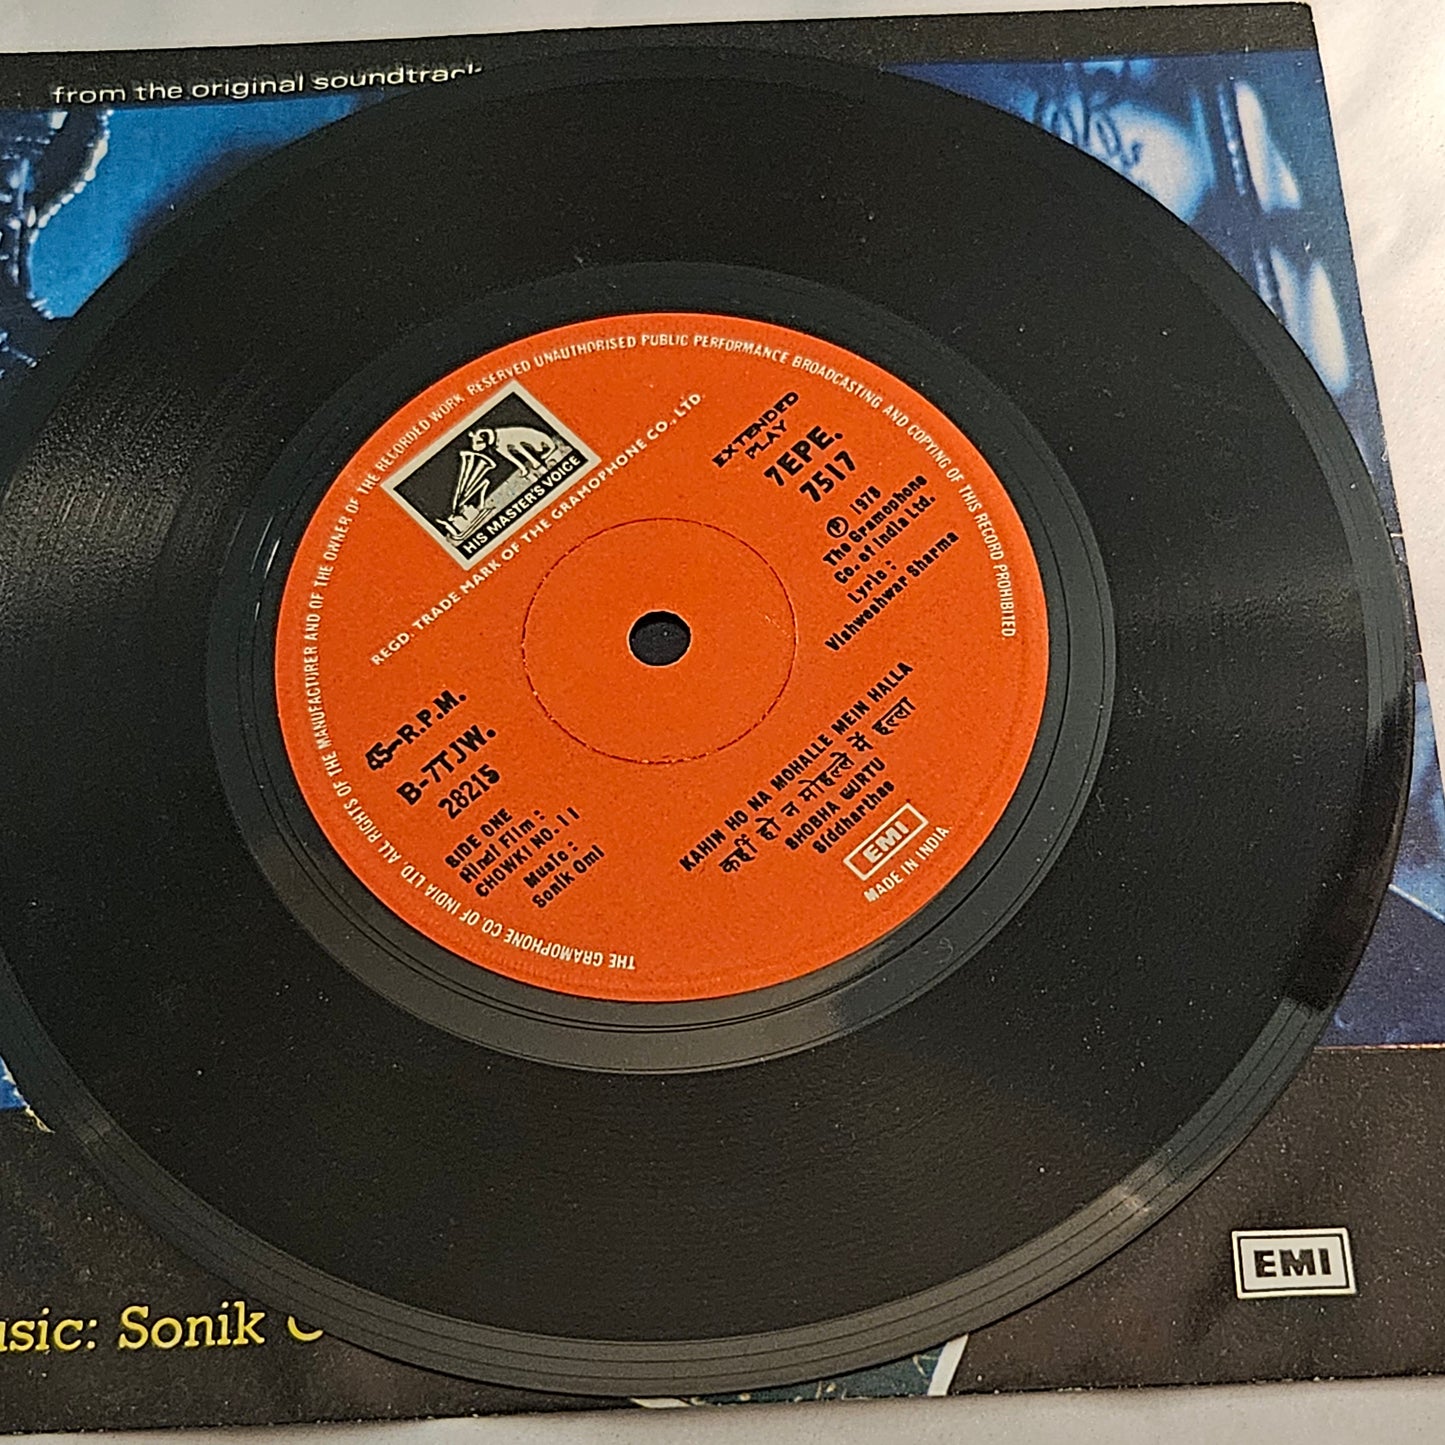 from the original soundtrack
THE GRAMOPHONE CO. OF INDIA LTD. ALL RIGHTS OF THE MANUFACTURER AND OF THE OWNER OF THE RECORDED WORK RESERVED UNAUTHORISED PUBLIC PERFORMANCE BROADCASTING AND COPYING OF THIS RECORD PROHIBITED
HIS MASTER'S VOICE
REGD. TRADE MARK OF THE GRAMOPHONE CO., LTD.
EXTENDED
PLAY
7EPE.
7517
Ⓟ 1978
The Gramophone
Co. of India Ltd.
Lyric :
Vishweshwar Sharma
45-R.P.M.
B-7TJW.
28215
SIDE ONE
Hindi Film :
CHOWKI NO. 11
Music :
Sonik Omi
KAHIN HO NA MOHALLE MEIN HALLA
कहीं हो न मोहल्ले में हल्ला
SHOBHA GURTU
Siddharthae
EMI
MADE IN INDIA.
EMI
usic: Sonik O